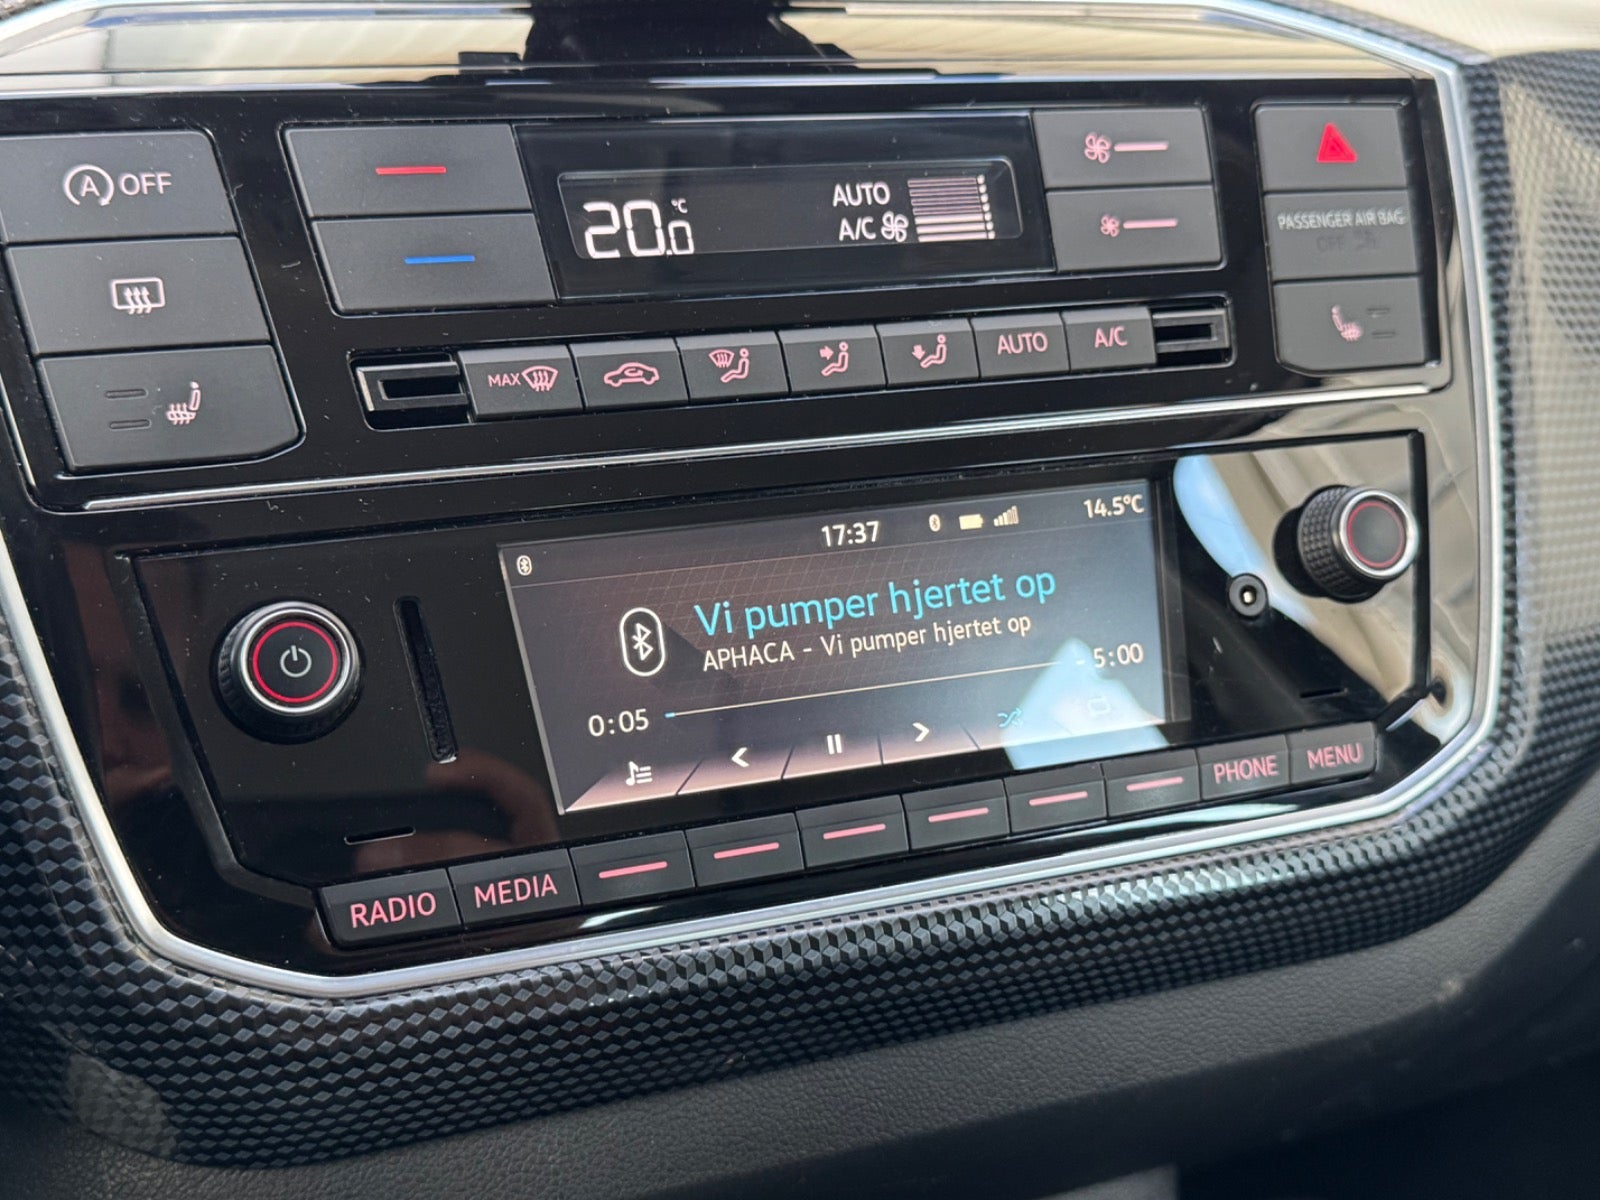 A OFF
20.0 °C
AUTO
A/C
PASSENGER AIR BAG
OFF
MAX
AUTO
A/C
17:37
14.5°C
Vi pumper hjertet op
APHACA - Vi pumper hjertet op
0:05
- 5:00
RADIO
MEDIA
PHONE
MENU